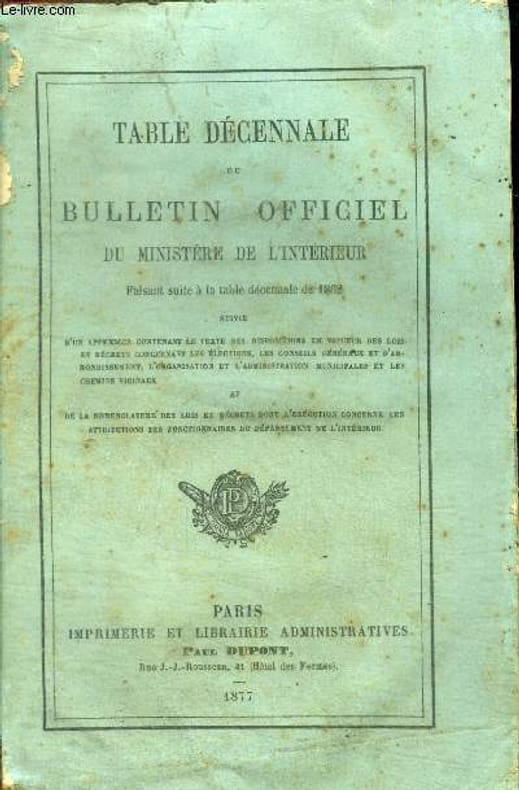 Le-livre.com
TABLE DÉCENNALE
DU
BULLETIN OFFICIEL
DU MINISTÈRE DE L'INTÉRIEUR
Faisant suite à la table décennale de
SUIVIE
D'UN APPENDICE CONTENANT LE TEXTE DES DISPOSITIONS EN VIGUEUR DES LOIS
ET DÉCRETS CONCERNANT LES ÉLECTIONS, LES CONSEILS GÉNÉRAUX ET D'AR-
RONDISSEMENT, L'ORGANISATION ET L'ADMINISTRATION MUNICIPALES ET LES
CHEMINS VICINAUX
ET
DE LA NOMENCLATURE DES LOIS ET DÉCRETS DONT L'EXÉCUTION CONCERNE LES
ATTRIBUTIONS DES FONCTIONNAIRES DU DÉPARTEMENT DE L'INTÉRIEUR
PARIS
IMPRIMERIE ET LIBRAIRIE ADMINISTRATIVES
PAUL DUPONT,
Rue J.-J.-Rousseau, 41 (Hôtel des Fermes).
1877